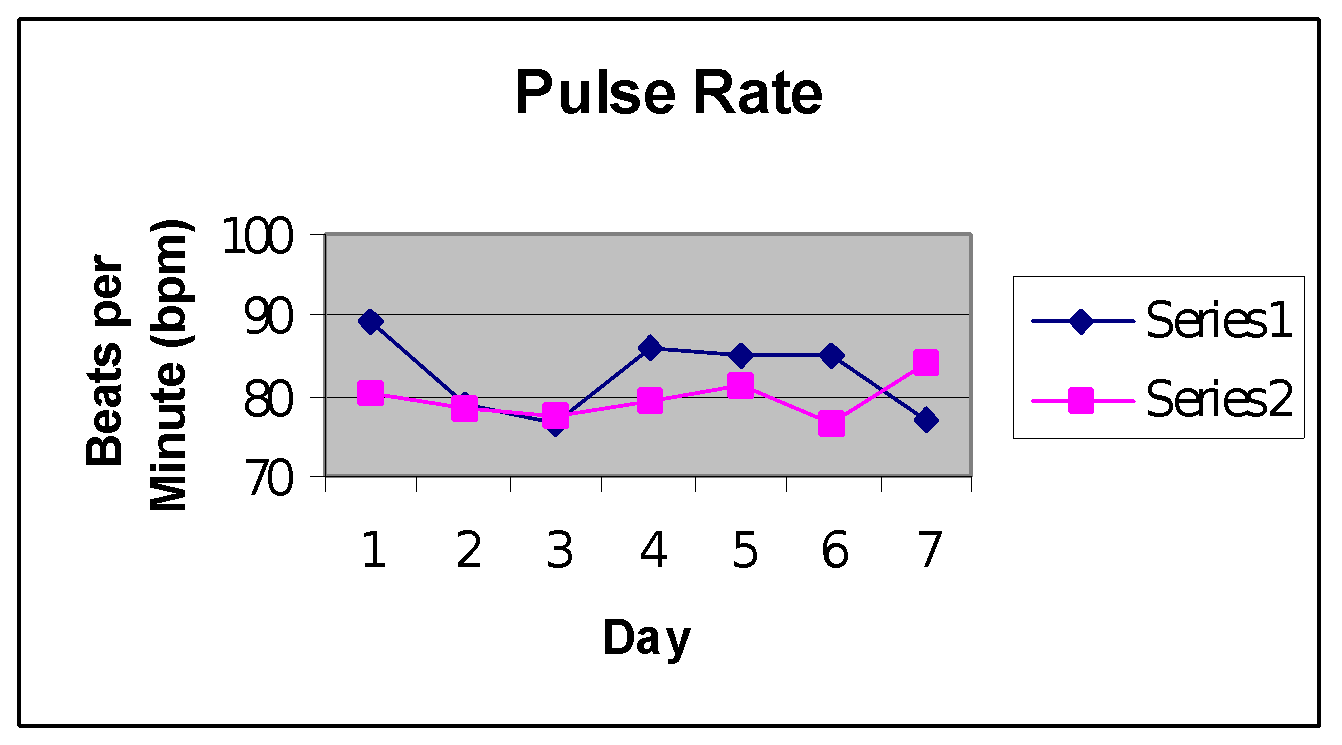 Pulse Rate
Beats per
Minute (bpm)
100
90
80
70
1 2 3 4 5 6 7
Day
Series1
Series2